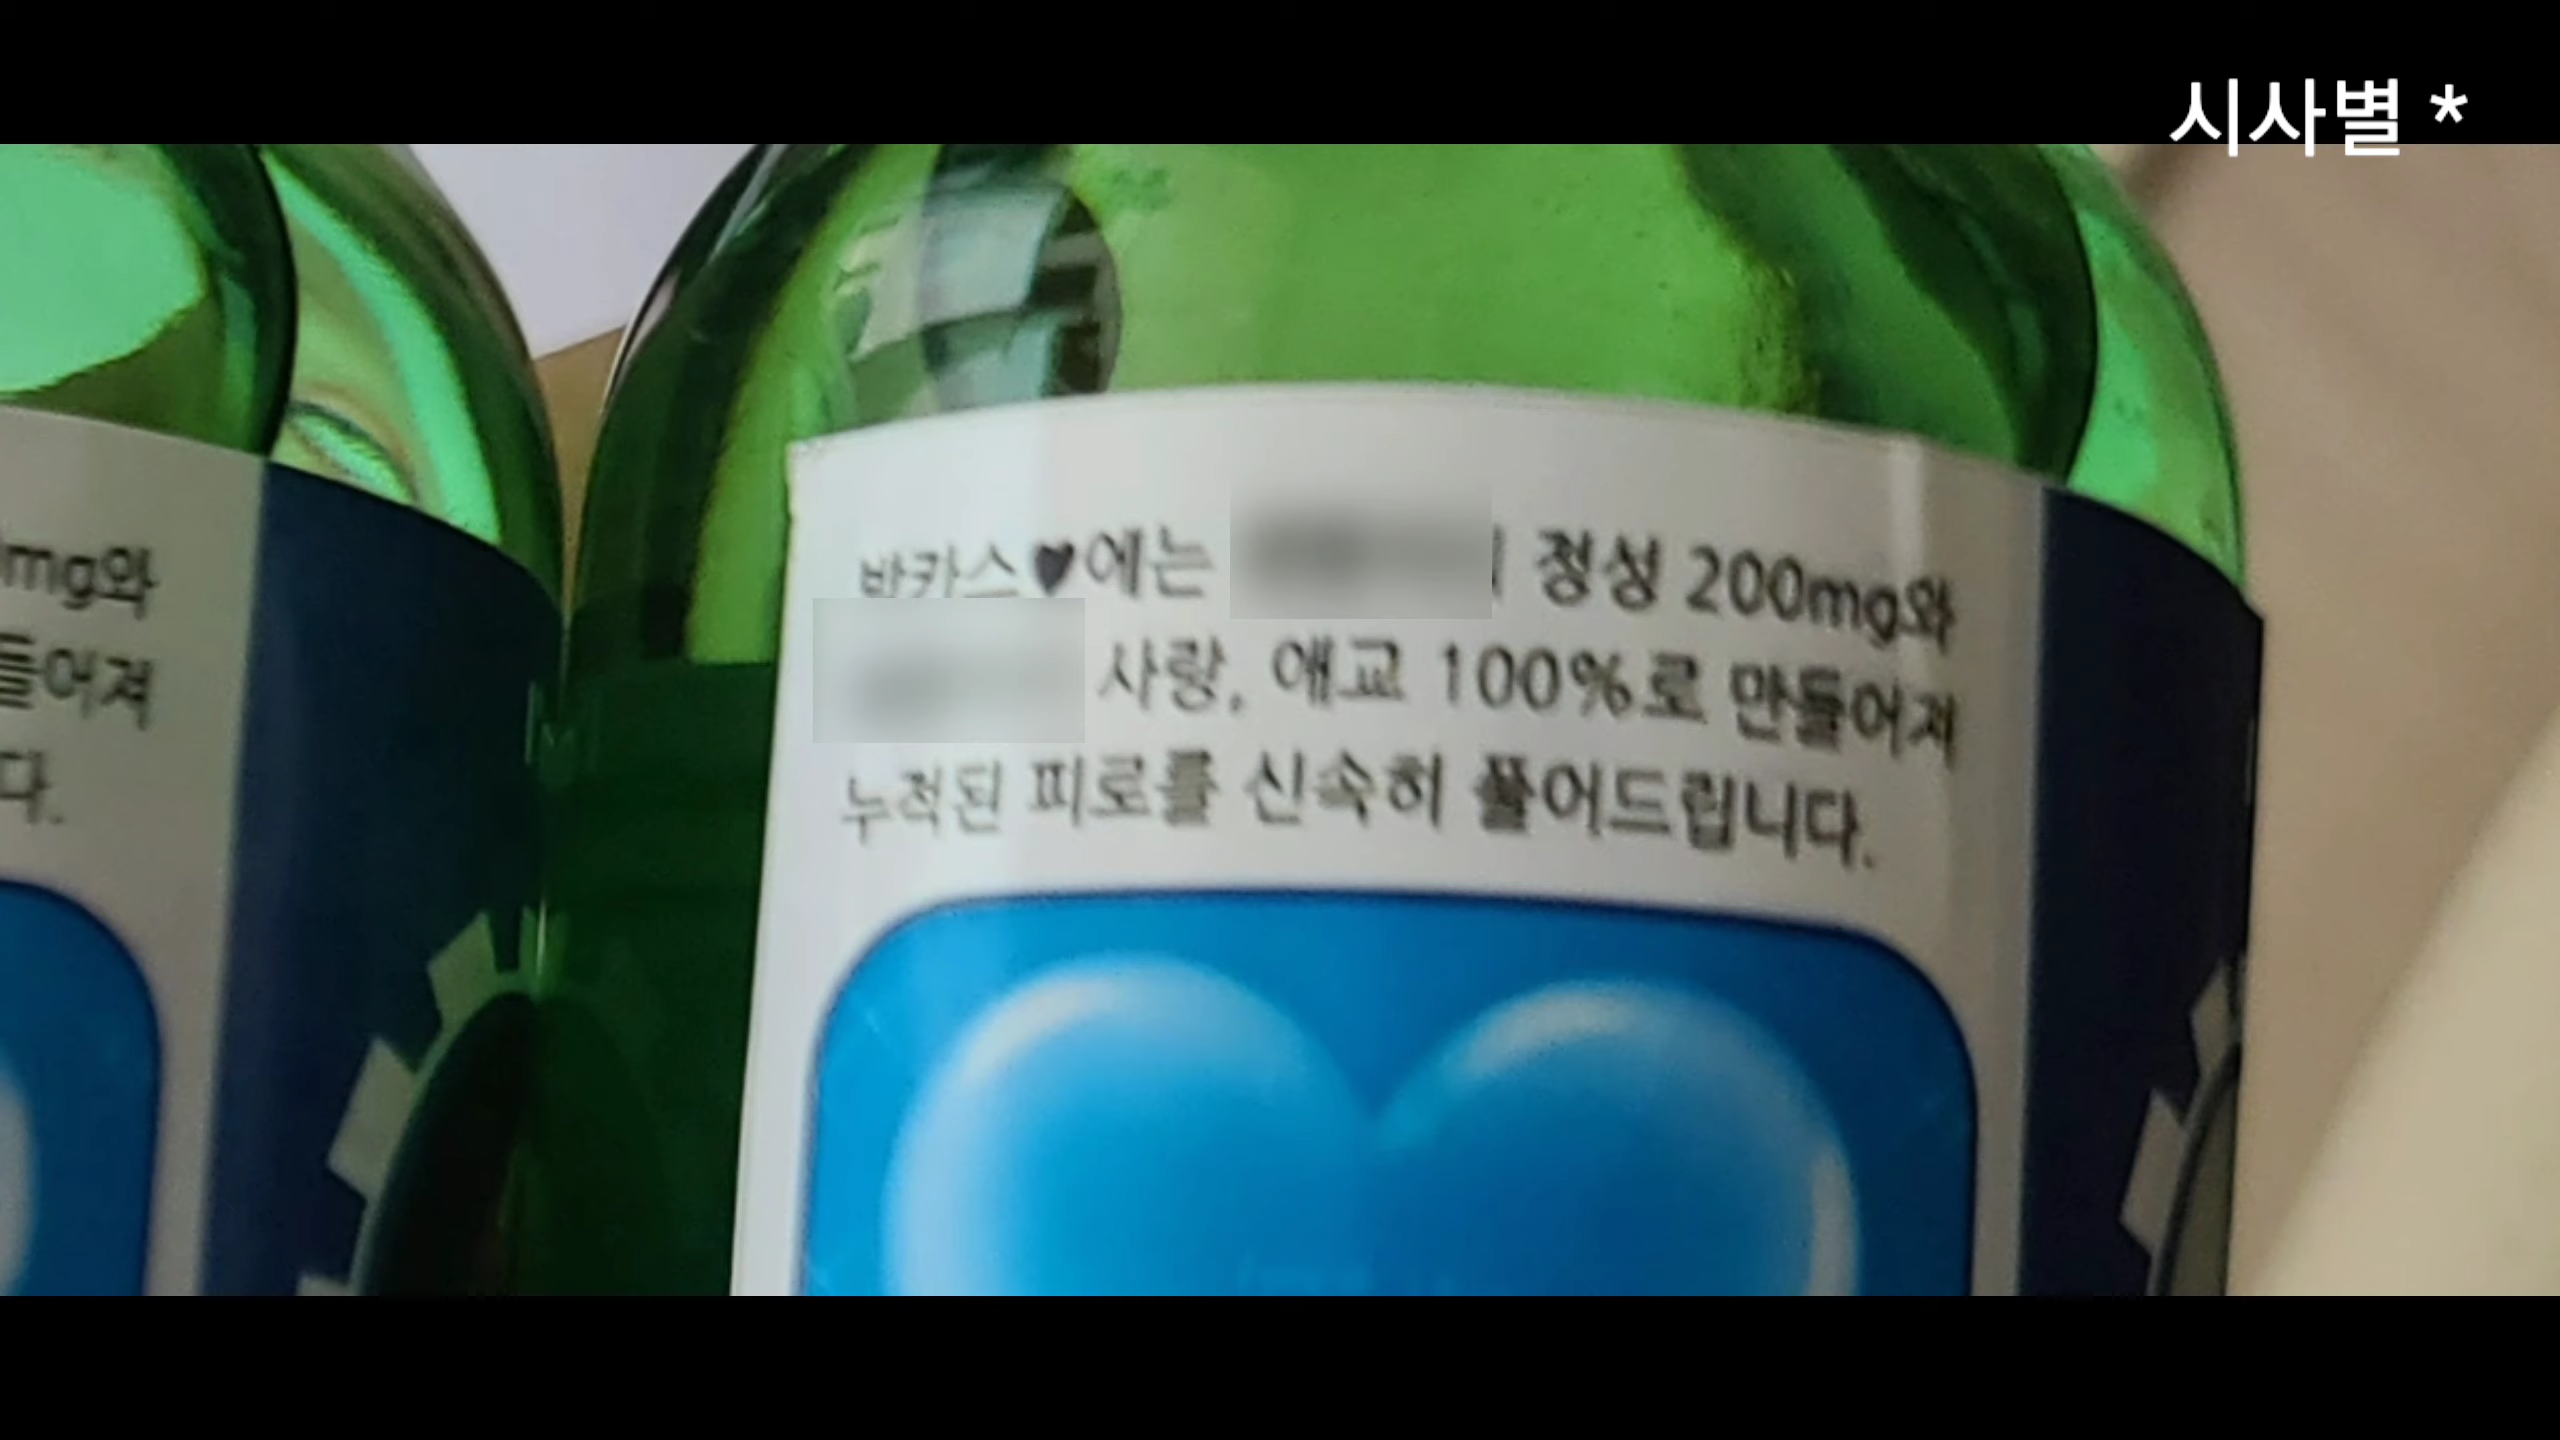 시사별 *
박카스♥에는 정성 200mg와
사랑, 애교 100%로 만들어져
누적된 피로를 신속히 풀어드립니다.
mg와
들어져
다.